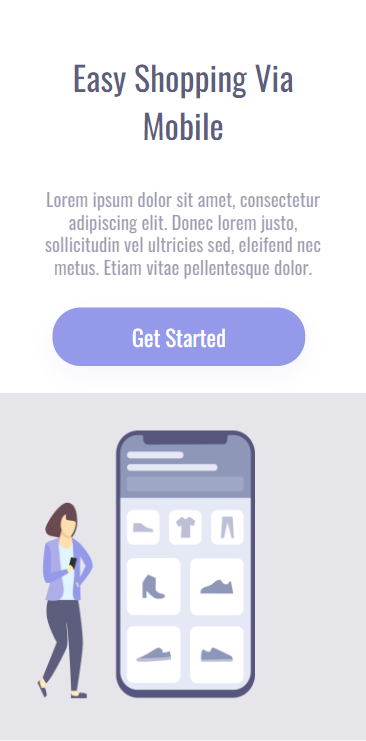 Easy Shopping Via
Mobile
Lorem ipsum dolor sit amet, consectetur
adipiscing elit. Donec lorem justo,
sollicitudin vel ultricies sed, eleifend nec
metus. Etiam vitae pellentesque dolor.
Get Started